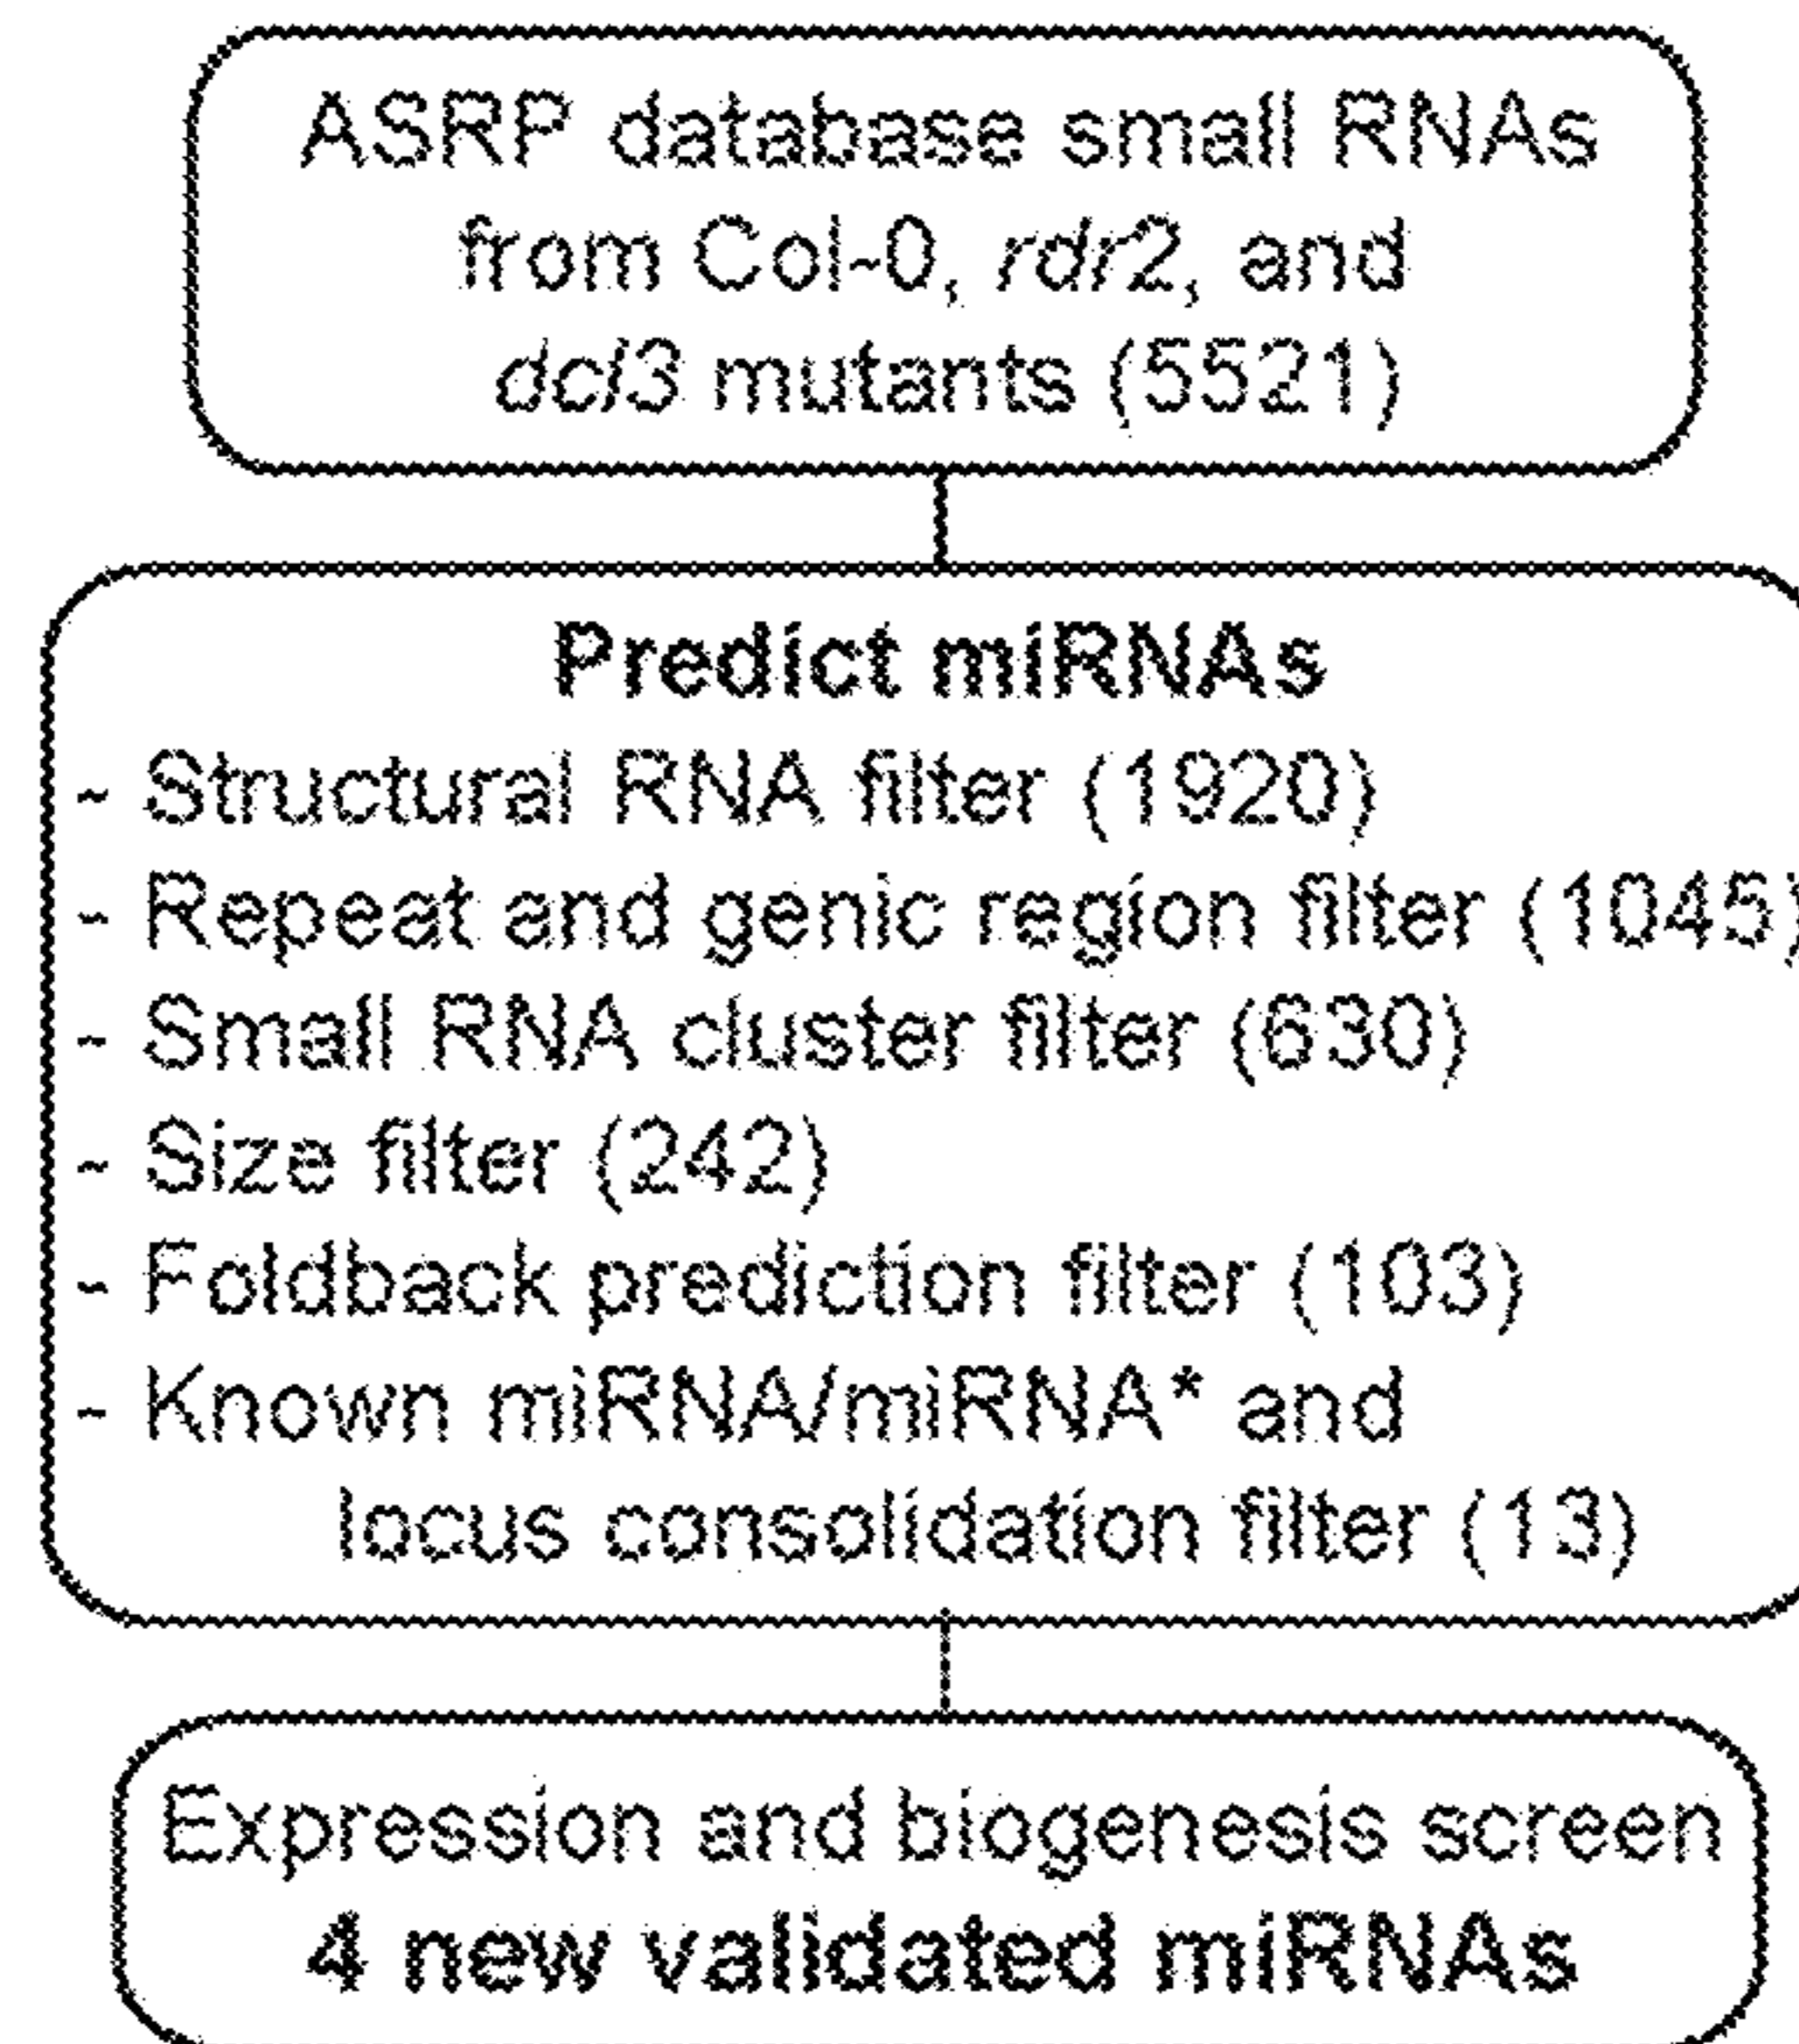 ASRP database small RNAs
from Col-0, rdr2, and
dcl3 mutants (5521)
Predict miRNAs
- Structural RNA filter (1920)
- Repeat and genic region filter (1045)
- Small RNA cluster filter (630)
- Size filter (242)
- Foldback prediction filter (103)
- Known miRNA/miRNA* and
locus consolidation filter (13)
Expression and biogenesis screen
4 new validated miRNAs